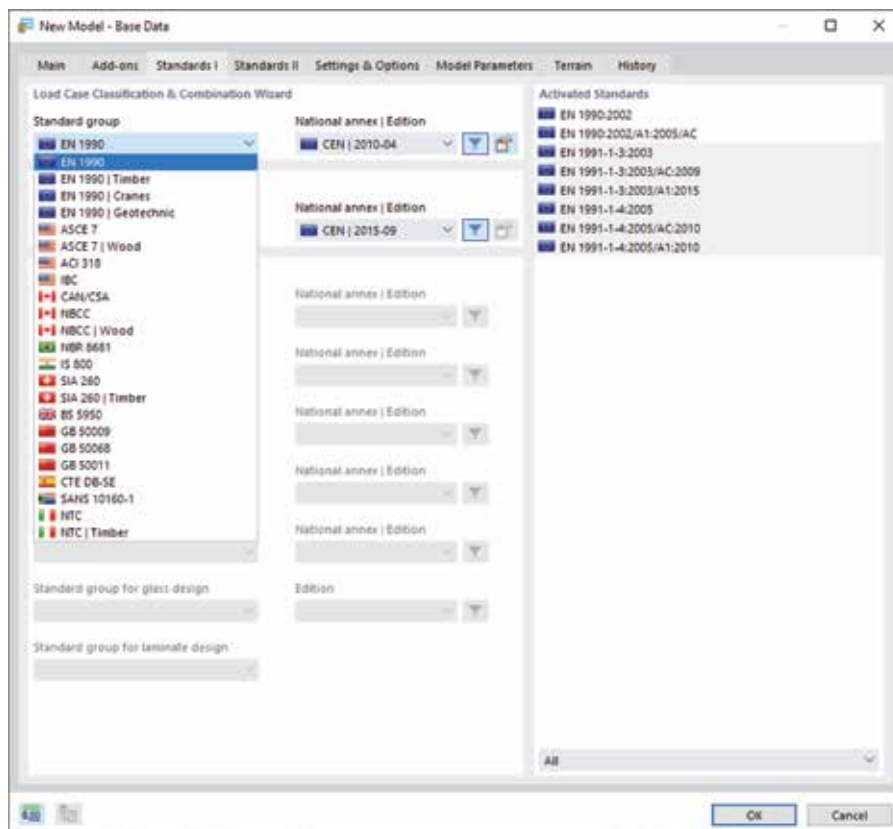 New Model - Base Data
Main Add-ons Standards I Standards II Settings & Options Model Parameters Terrain History
Load Case Classification & Combination Wizard
Standard group National annex | Edition
EN 1990 CEN | 2010-04
EN 1990
EN 1990 | Timber
EN 1990 | Cranes
EN 1990 | Geotechnic
National annex | Edition
CEN | 2015-09
ASCE 7
ASCE 7 | Wood
ACI 318
IBC
CAN/CSA
National annex | Edition
NBCC
NBCC | Wood
NBR 8681
National annex | Edition
IS 800
SIA 260
SIA 260 | Timber
National annex | Edition
BS 5950
GB 50009
GB 50068
National annex | Edition
GB 50011
CTE DB-SE
SANS 10160-1
NTC
National annex | Edition
NTC | Timber
Standard group for glass design Edition
Standard group for laminate design
Activated Standards
EN 1990:2002
EN 1990:2002/A1:2005/AC
EN 1991-1-3:2003
EN 1991-1-3:2003/AC:2009
EN 1991-1-3:2003/A1:2015
EN 1991-1-4:2005
EN 1991-1-4:2005/AC:2010
EN 1991-1-4:2005/A1:2010
All
OK Cancel